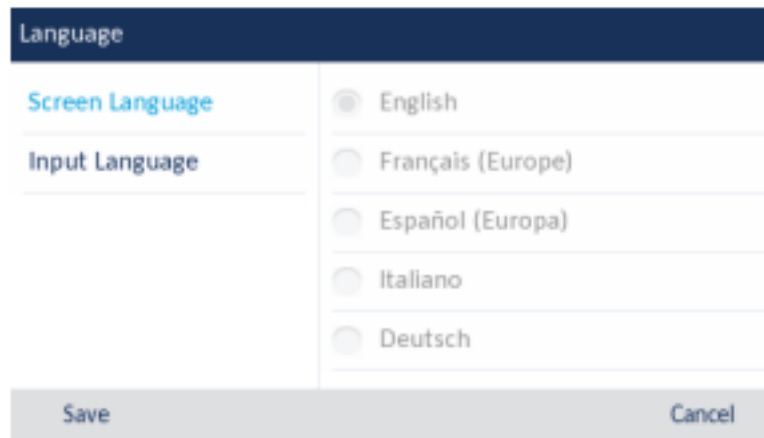 Language
Screen Language
Input Language
English
Français (Europe)
Español (Europa)
Italiano
Deutsch
Save
Cancel